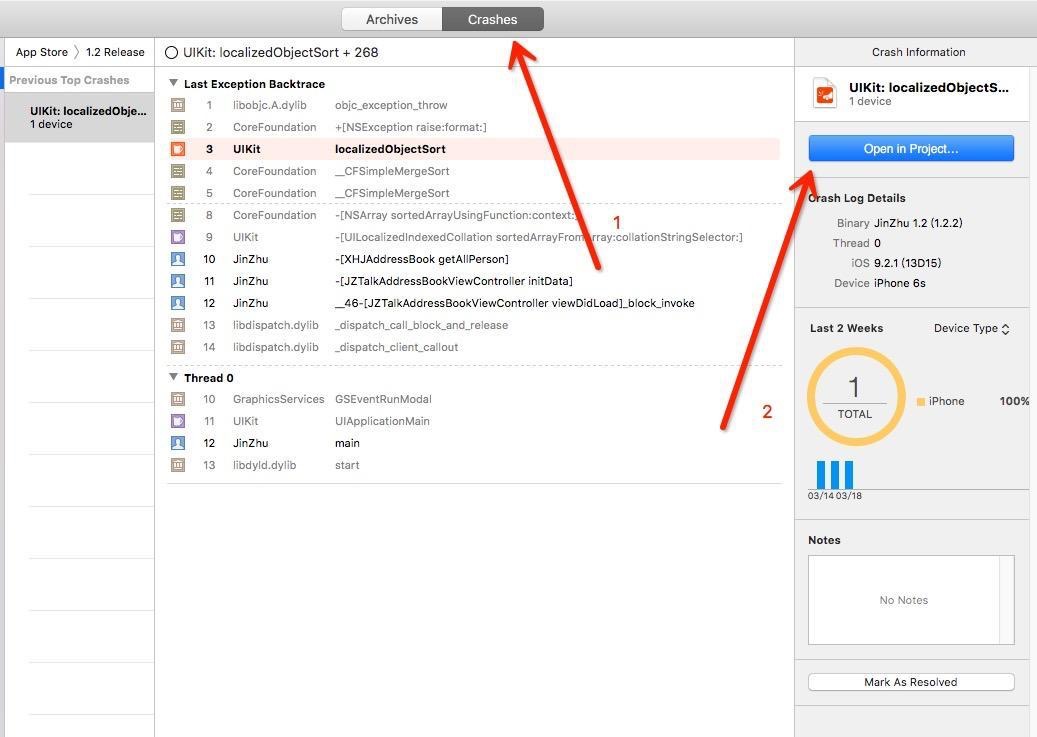 Archives Crashes
App Store 〉 1.2 Release
UIKit: localizedObjectSort + 268
Crash Information
Previous Top Crashes
UIKit: localizedObje...
1 device
Last Exception Backtrace
1 libobjc.A.dylib objc_exception_throw
2 CoreFoundation +[NSException raise:format:]
3 UIKit localizedObjectSort
4 CoreFoundation __CFSimpleMergeSort
5 CoreFoundation __CFSimpleMergeSort
8 CoreFoundation -[NSArray sortedArrayUsingFunction:context:]
9 UIKit -[UILocalizedIndexedCollation sortedArrayFromArray:collationStringSelector:]
10 JinZhu -[XHJAddressBook getAllPerson]
11 JinZhu -[JZTalkAddressBookViewController initData]
12 JinZhu __46-[JZTalkAddressBookViewController viewDidLoad]_block_invoke
13 libdispatch.dylib _dispatch_call_block_and_release
14 libdispatch.dylib _dispatch_client_callout
Thread 0
10 GraphicsServices GSEventRunModal
11 UIKit UIApplicationMain
12 JinZhu main
13 libdyld.dylib start
1
2
UIKit: localizedObjectS...
1 device
Open in Project...
Crash Log Details
Binary JinZhu 1.2 (1.2.2)
Thread 0
iOS 9.2.1 (13D15)
Device iPhone 6s
Last 2 Weeks Device Type
1
TOTAL
iPhone 100%
03/14 03/18
Notes
No Notes
Mark As Resolved